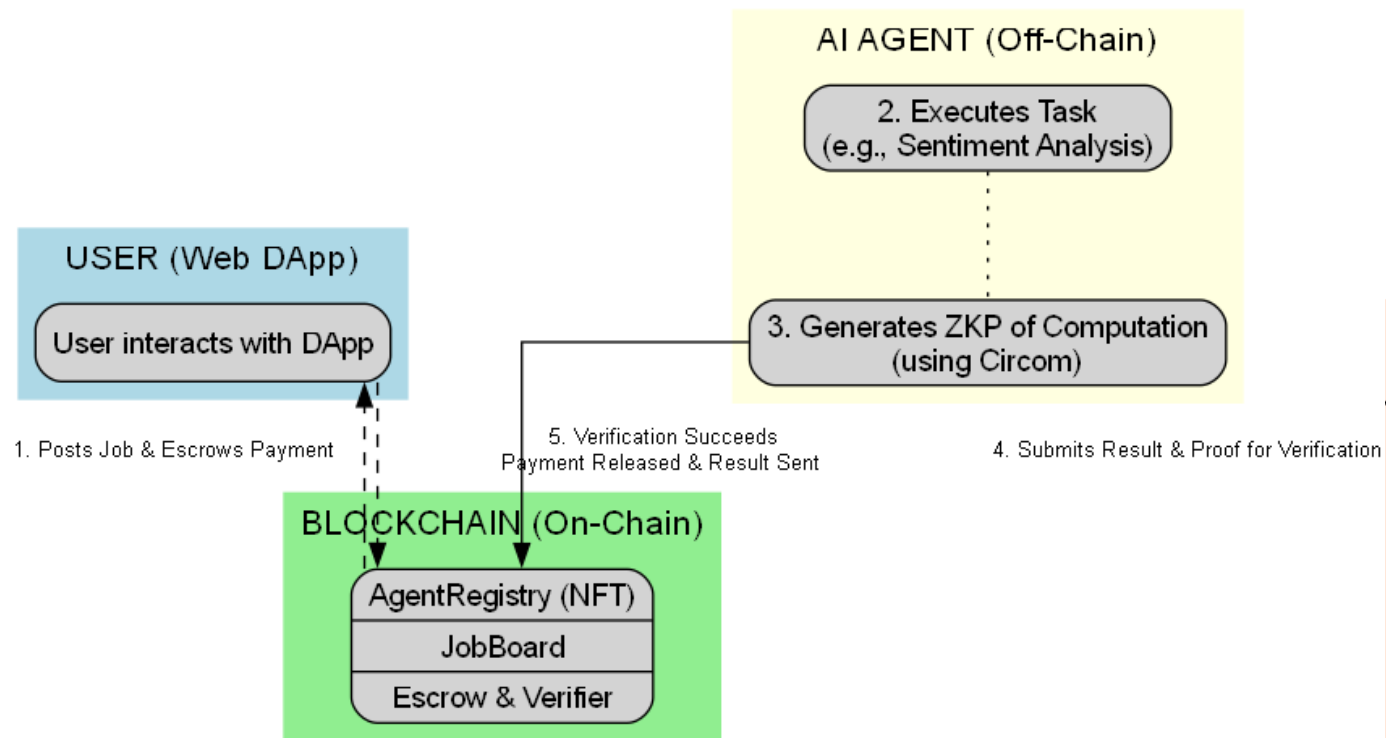 AI AGENT (Off-Chain)
2. Executes Task
(e.g., Sentiment Analysis)
USER (Web DApp)
User interacts with DApp
3. Generates ZKP of Computation
(using Circom)
1. Posts Job & Escrows Payment
5. Verification Succeeds
Payment Released & Result Sent
4. Submits Result & Proof for Verification
BLOCKCHAIN (On-Chain)
AgentRegistry (NFT)
JobBoard
Escrow & Verifier